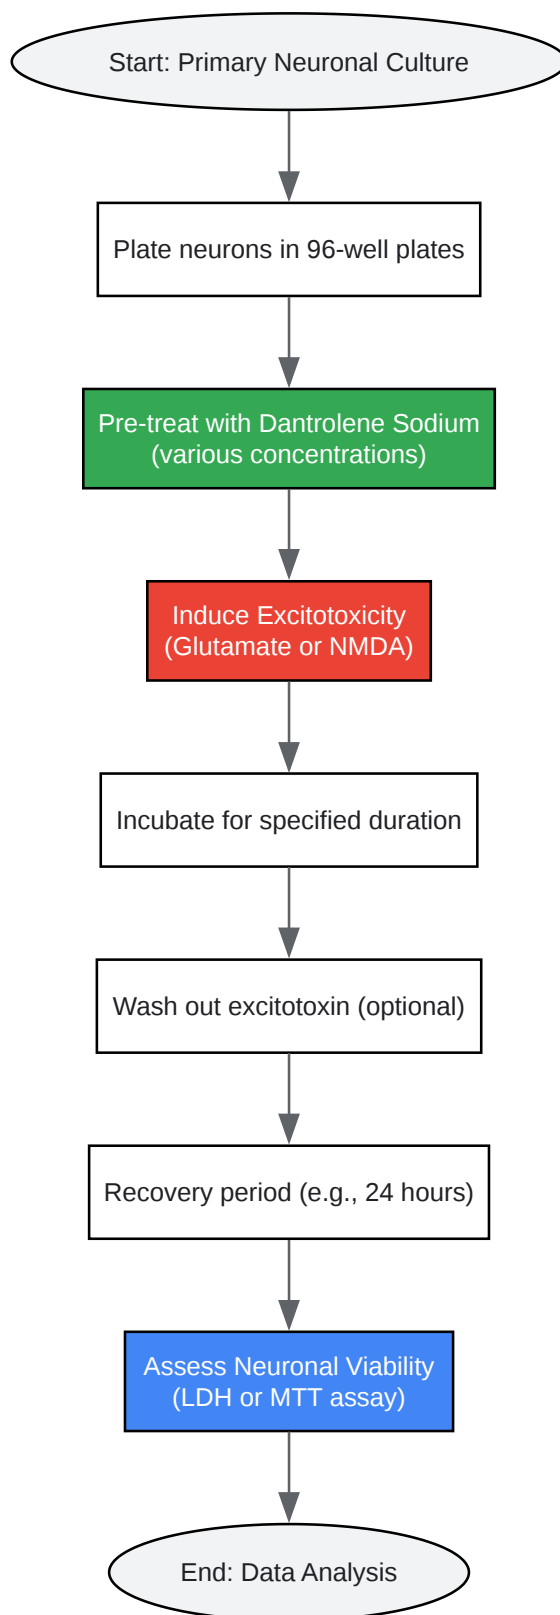 Start: Primary Neuronal Culture
Plate neurons in 96-well plates
Pre-treat with Dantrolene Sodium
(various concentrations)
Induce Excitotoxicity
(Glutamate or NMDA)
Incubate for specified duration
Wash out excitotoxin (optional)
Recovery period (e.g., 24 hours)
Assess Neuronal Viability
(LDH or MTT assay)
End: Data Analysis